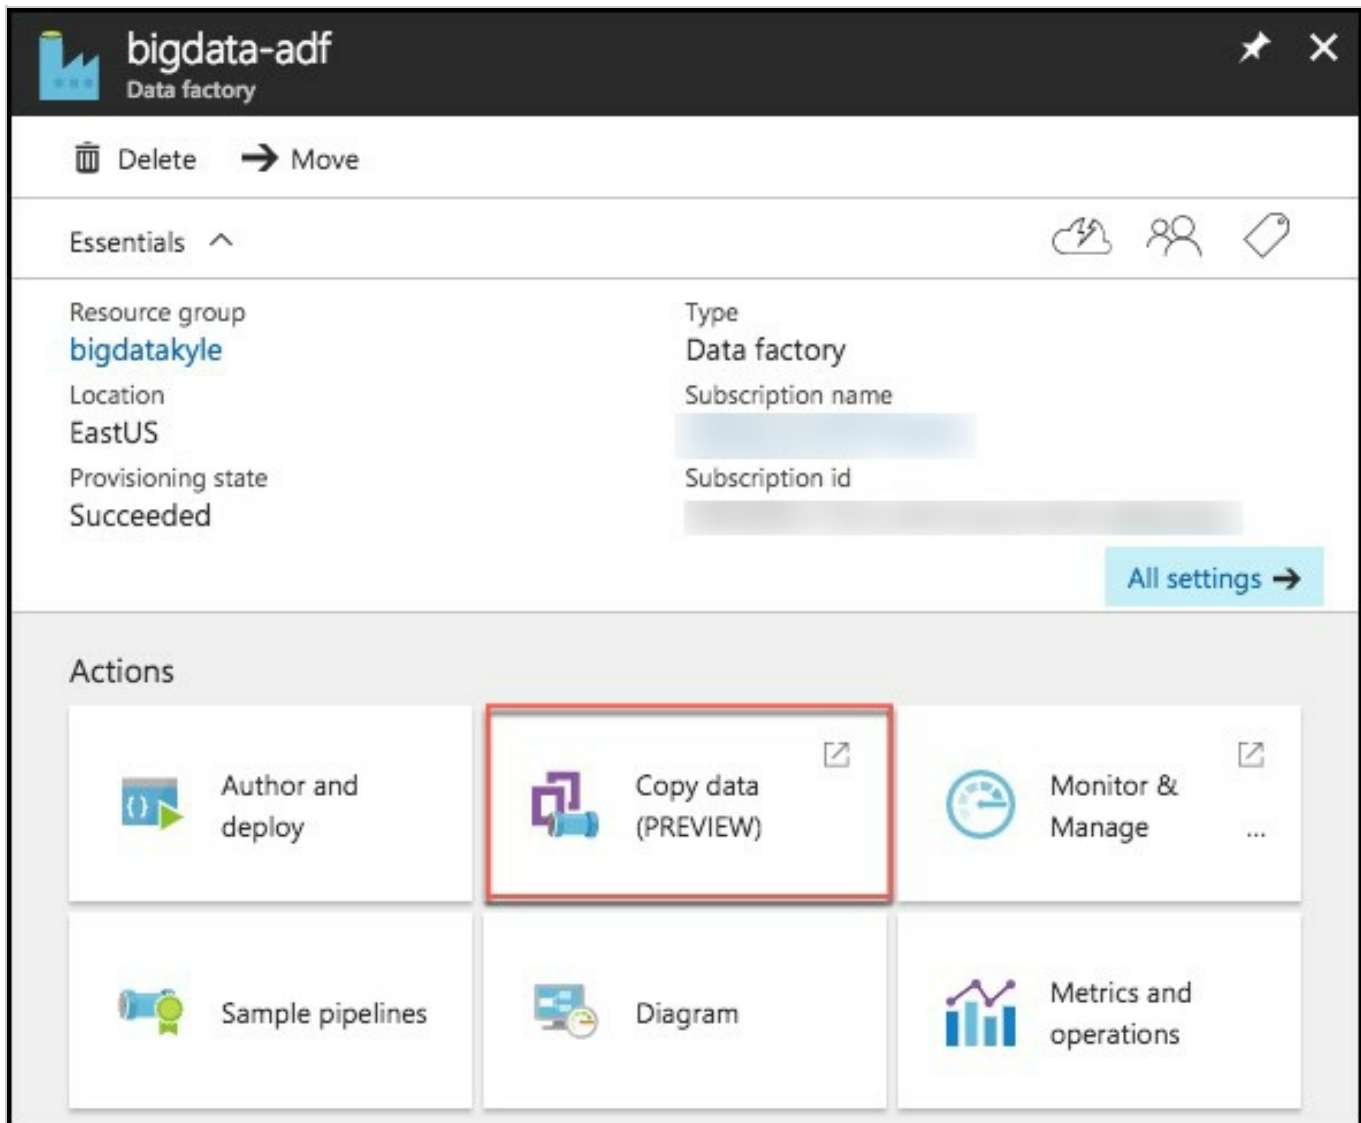 bigdata-adf
Data factory
Delete
Move
Essentials
Resource group
bigdatakyle
Location
EastUS
Provisioning state
Succeeded
Type
Data factory
Subscription name
Subscription id
All settings
Actions
Author and
deploy
Copy data
(PREVIEW)
Monitor &
Manage
...
Sample pipelines
Diagram
Metrics and
operations